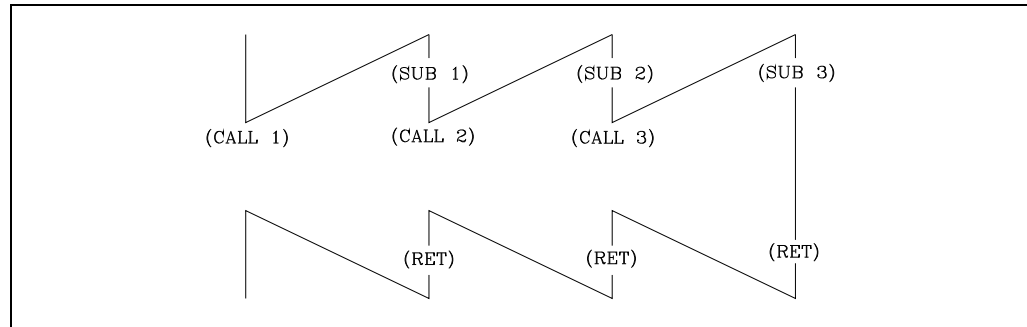 (SUB 1) (SUB 2) (SUB 3)
(CALL 1) (CALL 2) (CALL 3)
(RET) (RET) (RET)